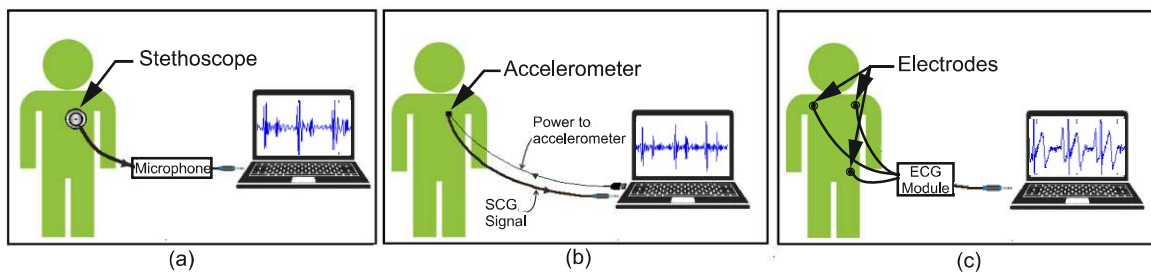 Stethoscope
Microphone
(a)
Accelerometer
Power to
accelerometer
SCG
Signal
(b)
Electrodes
ECG
Module
(c)